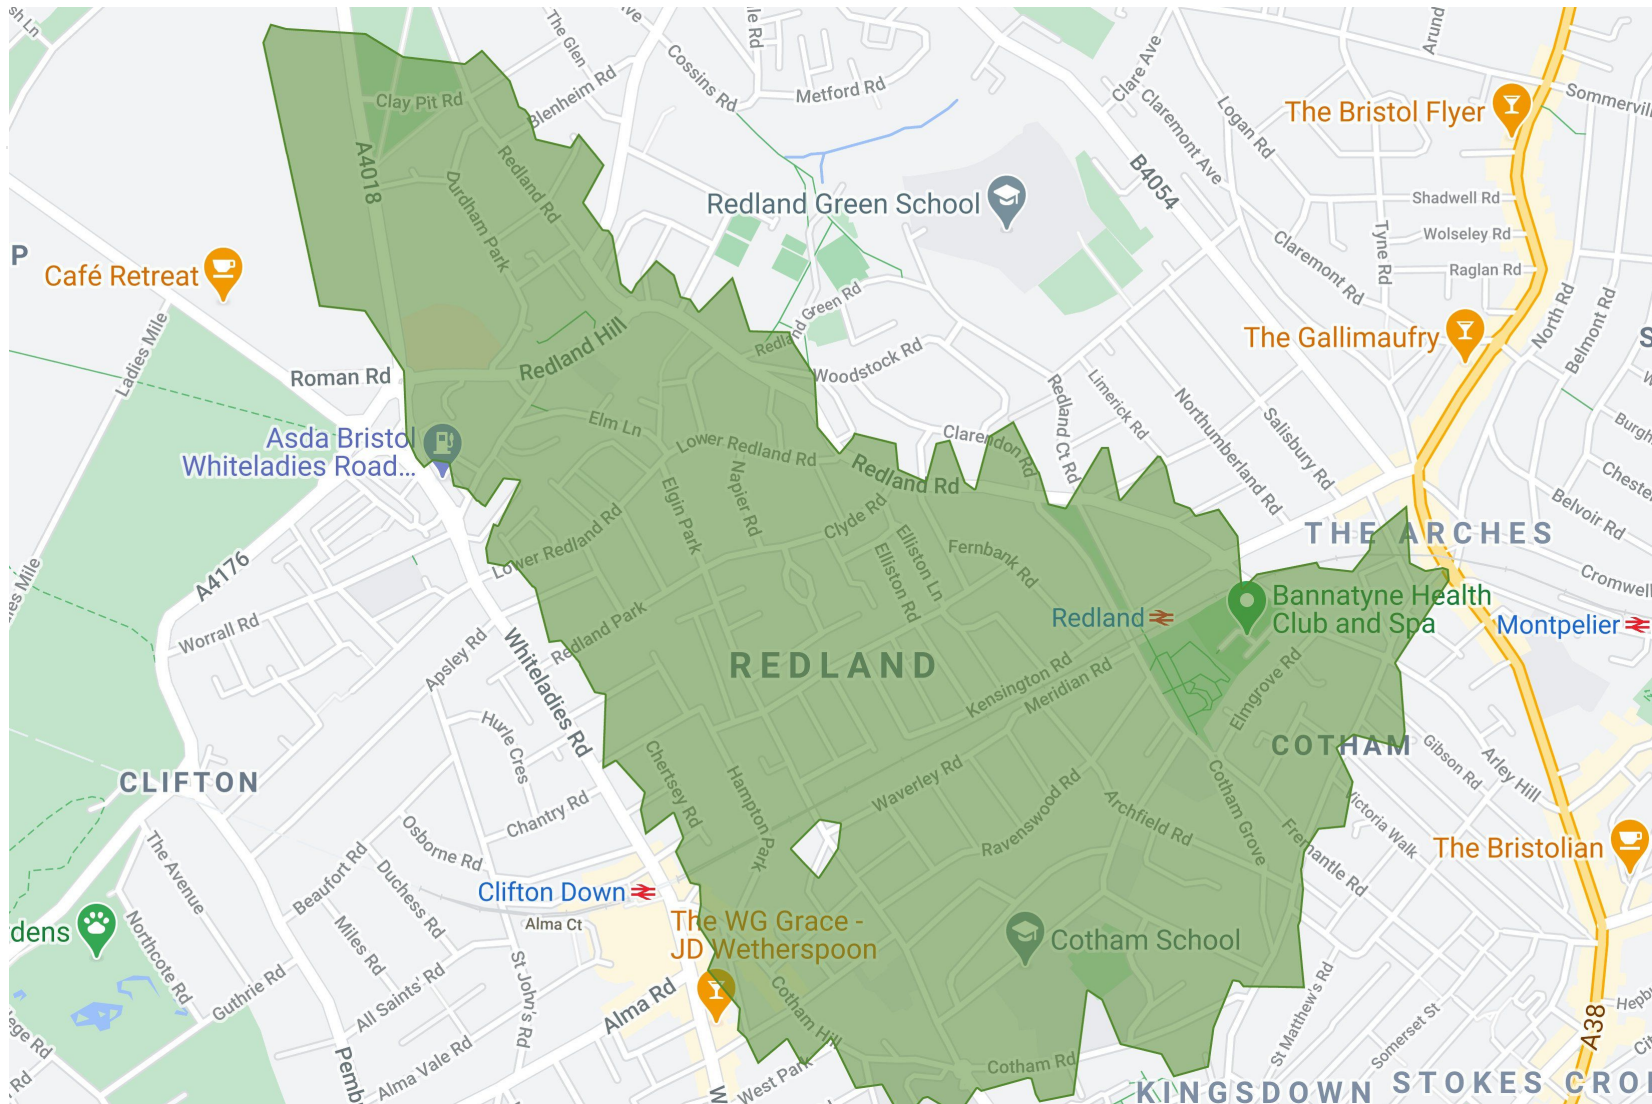 Clay Pit Rd
The Glen
Blenheim Rd
Cossins Rd
Metford Rd
Clare Ave
Claremont Ave
Logan Rd
The Bristol Flyer
A4018
Durdham Park
Redland Rd
Redland Green School
B4054
Shadwell Rd
Wolseley Rd
Raglan Rd
Tyne Rd
Claremont Rd
Café Retreat
Ladies Mile
The Gallimaufry
North Rd
Belmont Rd
Redland Green Rd
Redland Hill
Roman Rd
Woodstock Rd
Redland Ct Rd
Limerick Rd
Northumberland Rd
Salisbury Rd
Elm Ln
Asda Bristol
Whiteladies Road...
Lower Redland Rd
Clarendon Rd
Redland Rd
Napier Rd
Elgin Park
Clyde Rd
Belvoir Rd
THE ARCHES
Lower Redland Rd
Elliston Ln
Elliston Rd
Fernbank Rd
A4176
Redland
Bannatyne Health
Club and Spa
Montpelier
Worrall Rd
Redland Park
Apsley Rd
Whiteladies Rd
REDLAND
Kensington Rd
Meridian Rd
Elmgrove Rd
COTHAM
Hurle Cres
Chertsey Rd
Hampton Park
Waverley Rd
Gibson Rd
Arley Hill
CLIFTON
Chantry Rd
Ravenswood Rd
Archfield Rd
Cotham Grove
Fremantle Rd
Victoria Walk
The Bristolian
Osborne Rd
The Avenue
Beaufort Rd
Duchess Rd
Clifton Down
Alma Ct
The WG Grace -
JD Wetherspoon
Cotham School
Northcote Rd
Miles Rd
Guthrie Rd
All Saints' Rd
St John's Rd
Alma Rd
Cotham Hill
St Matthew's Rd
Somerset St
A38
Alma Vale Rd
West Park
Cotham Rd
KINGSDOWN